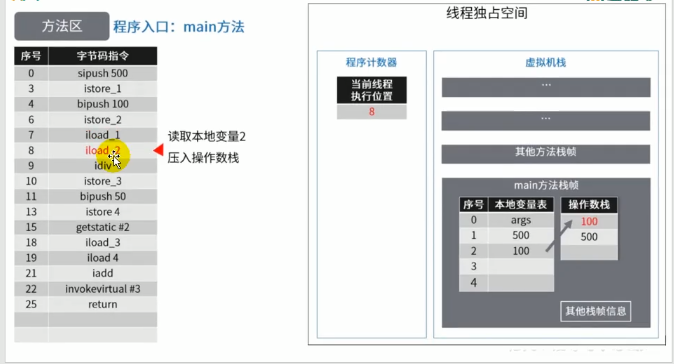 方法区 程序入口：main方法
序号 字节码指令
0 sipush 500
3 istore_1
4 bipush 100
6 istore_2
7 iload_1
8 iload_2
9 idiv
10 istore_3
11 bipush 50
13 istore 4
15 getstatic #2
18 iload_3
19 iload 4
21 iadd
22 invokevirtual #3
25 return
读取本地变量2
压入操作数栈
线程独占空间
程序计数器
当前线程
执行位置
8
虚拟机栈
...
...
其他方法栈帧
main方法栈帧
序号 本地变量表 操作数栈
0 args 100
1 500 500
2 100
3
4
其他栈帧信息